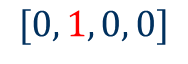 [0, 1, 0, 0]